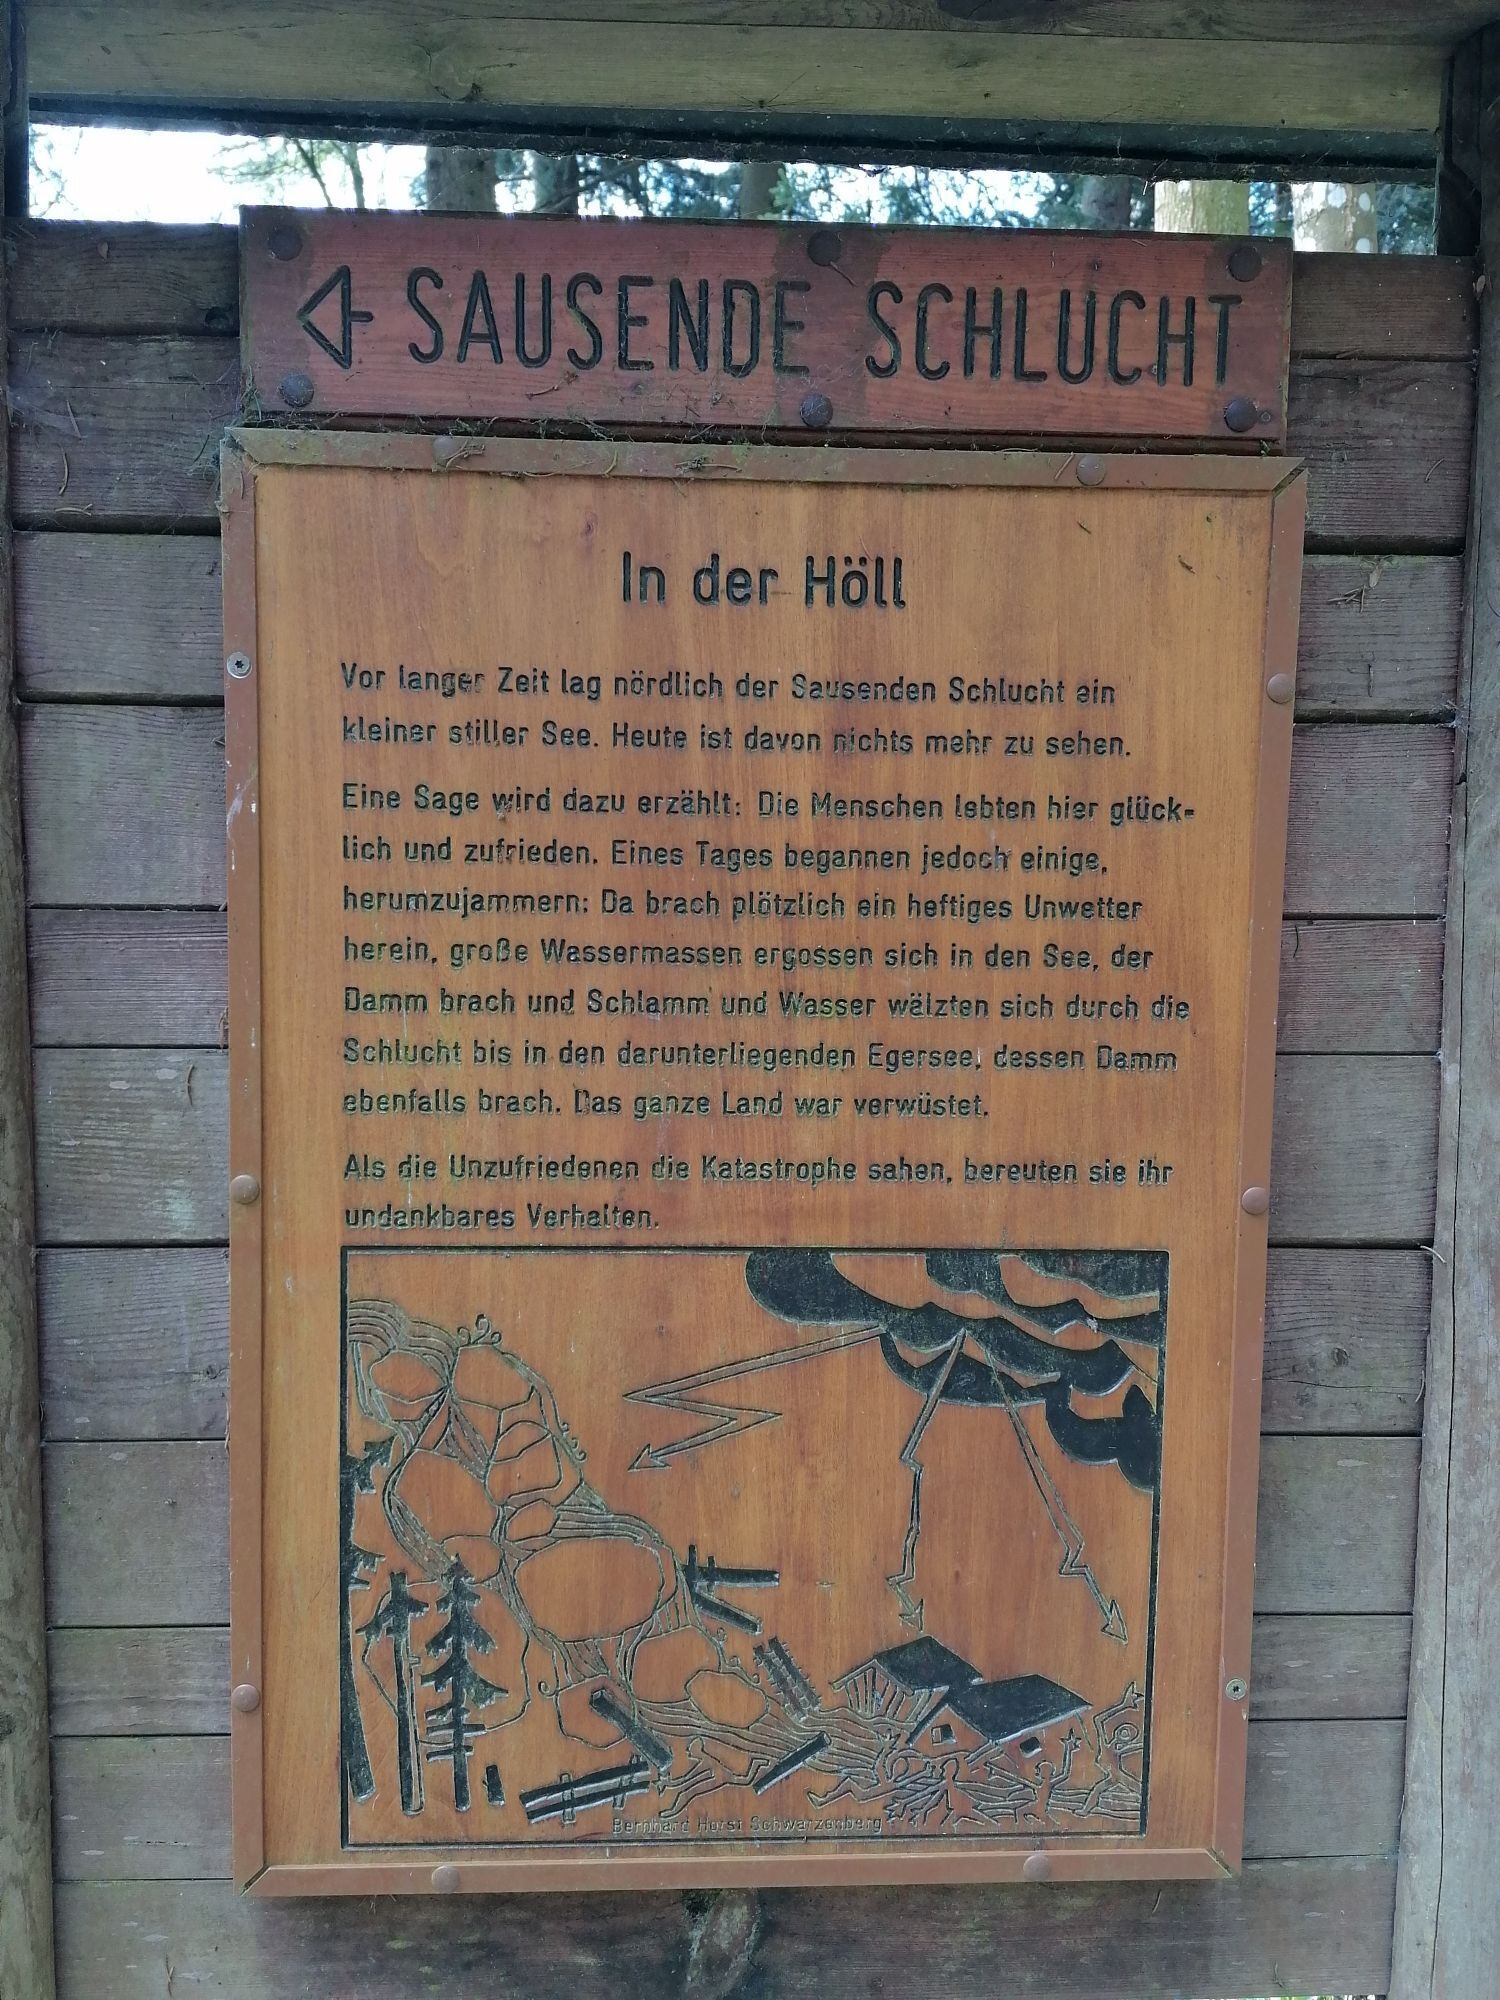 SAUSENDE SCHLUCHT
In der Höll
Vor langer Zeit lag nördlich der Sausenden Schlucht ein
kleiner stiller See. Heute ist davon nichts mehr zu sehen.
Eine Sage wird dazu erzählt: Die Menschen lebten hier glück-
lich und zufrieden. Eines Tages begannen jedoch einige,
herumzujammern: Da brach plötzlich ein heftiges Unwetter
herein, große Wassermassen ergossen sich in den See, der
Damm brach und Schlamm und Wasser wälzten sich durch die
Schlucht bis in den darunterliegenden Egersee, dessen Damm
ebenfalls brach. Das ganze Land war verwüstet.
Als die Unzufriedenen die Katastrophe sahen, bereuten sie ihr
undankbares Verhalten.
Bernhard Horst Schwarzenberg